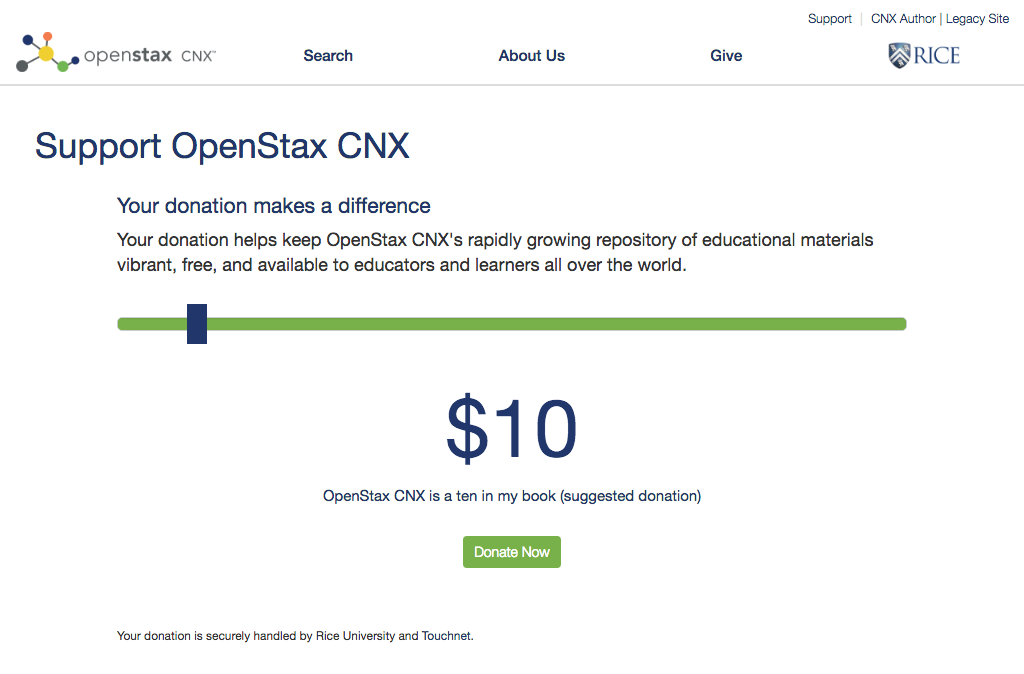 Support | CNX Author | Legacy Site
openstax CNX™
Search
About Us
Give
RICE
Support OpenStax CNX
Your donation makes a difference
Your donation helps keep OpenStax CNX's rapidly growing repository of educational materials
vibrant, free, and available to educators and learners all over the world.
$10
OpenStax CNX is a ten in my book (suggested donation)
Donate Now
Your donation is securely handled by Rice University and Touchnet.